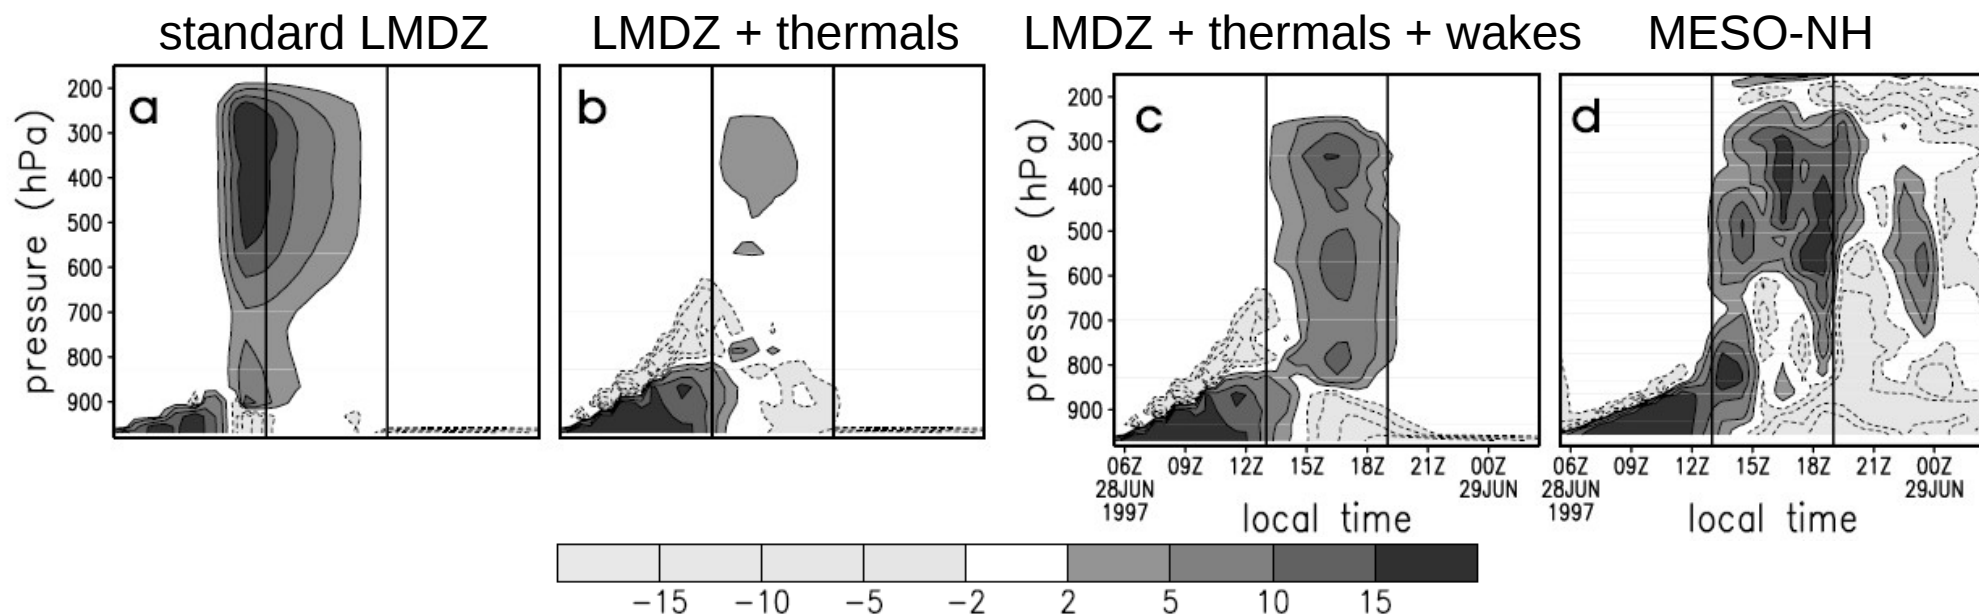 standard LMDZ
LMDZ + thermals
LMDZ + thermals + wakes
MESO-NH
a
b
c
d
pressure (hPa)
200
300
400
500
600
700
800
900
pressure (hPa)
200
300
400
500
600
700
800
900
06Z 09Z 12Z 15Z 18Z 21Z 00Z
28JUN 29JUN
1997
local time
06Z 09Z 12Z 15Z 18Z 21Z 00Z
28JUN 29JUN
1997
local time
−15 −10 −5 −2 2 5 10 15